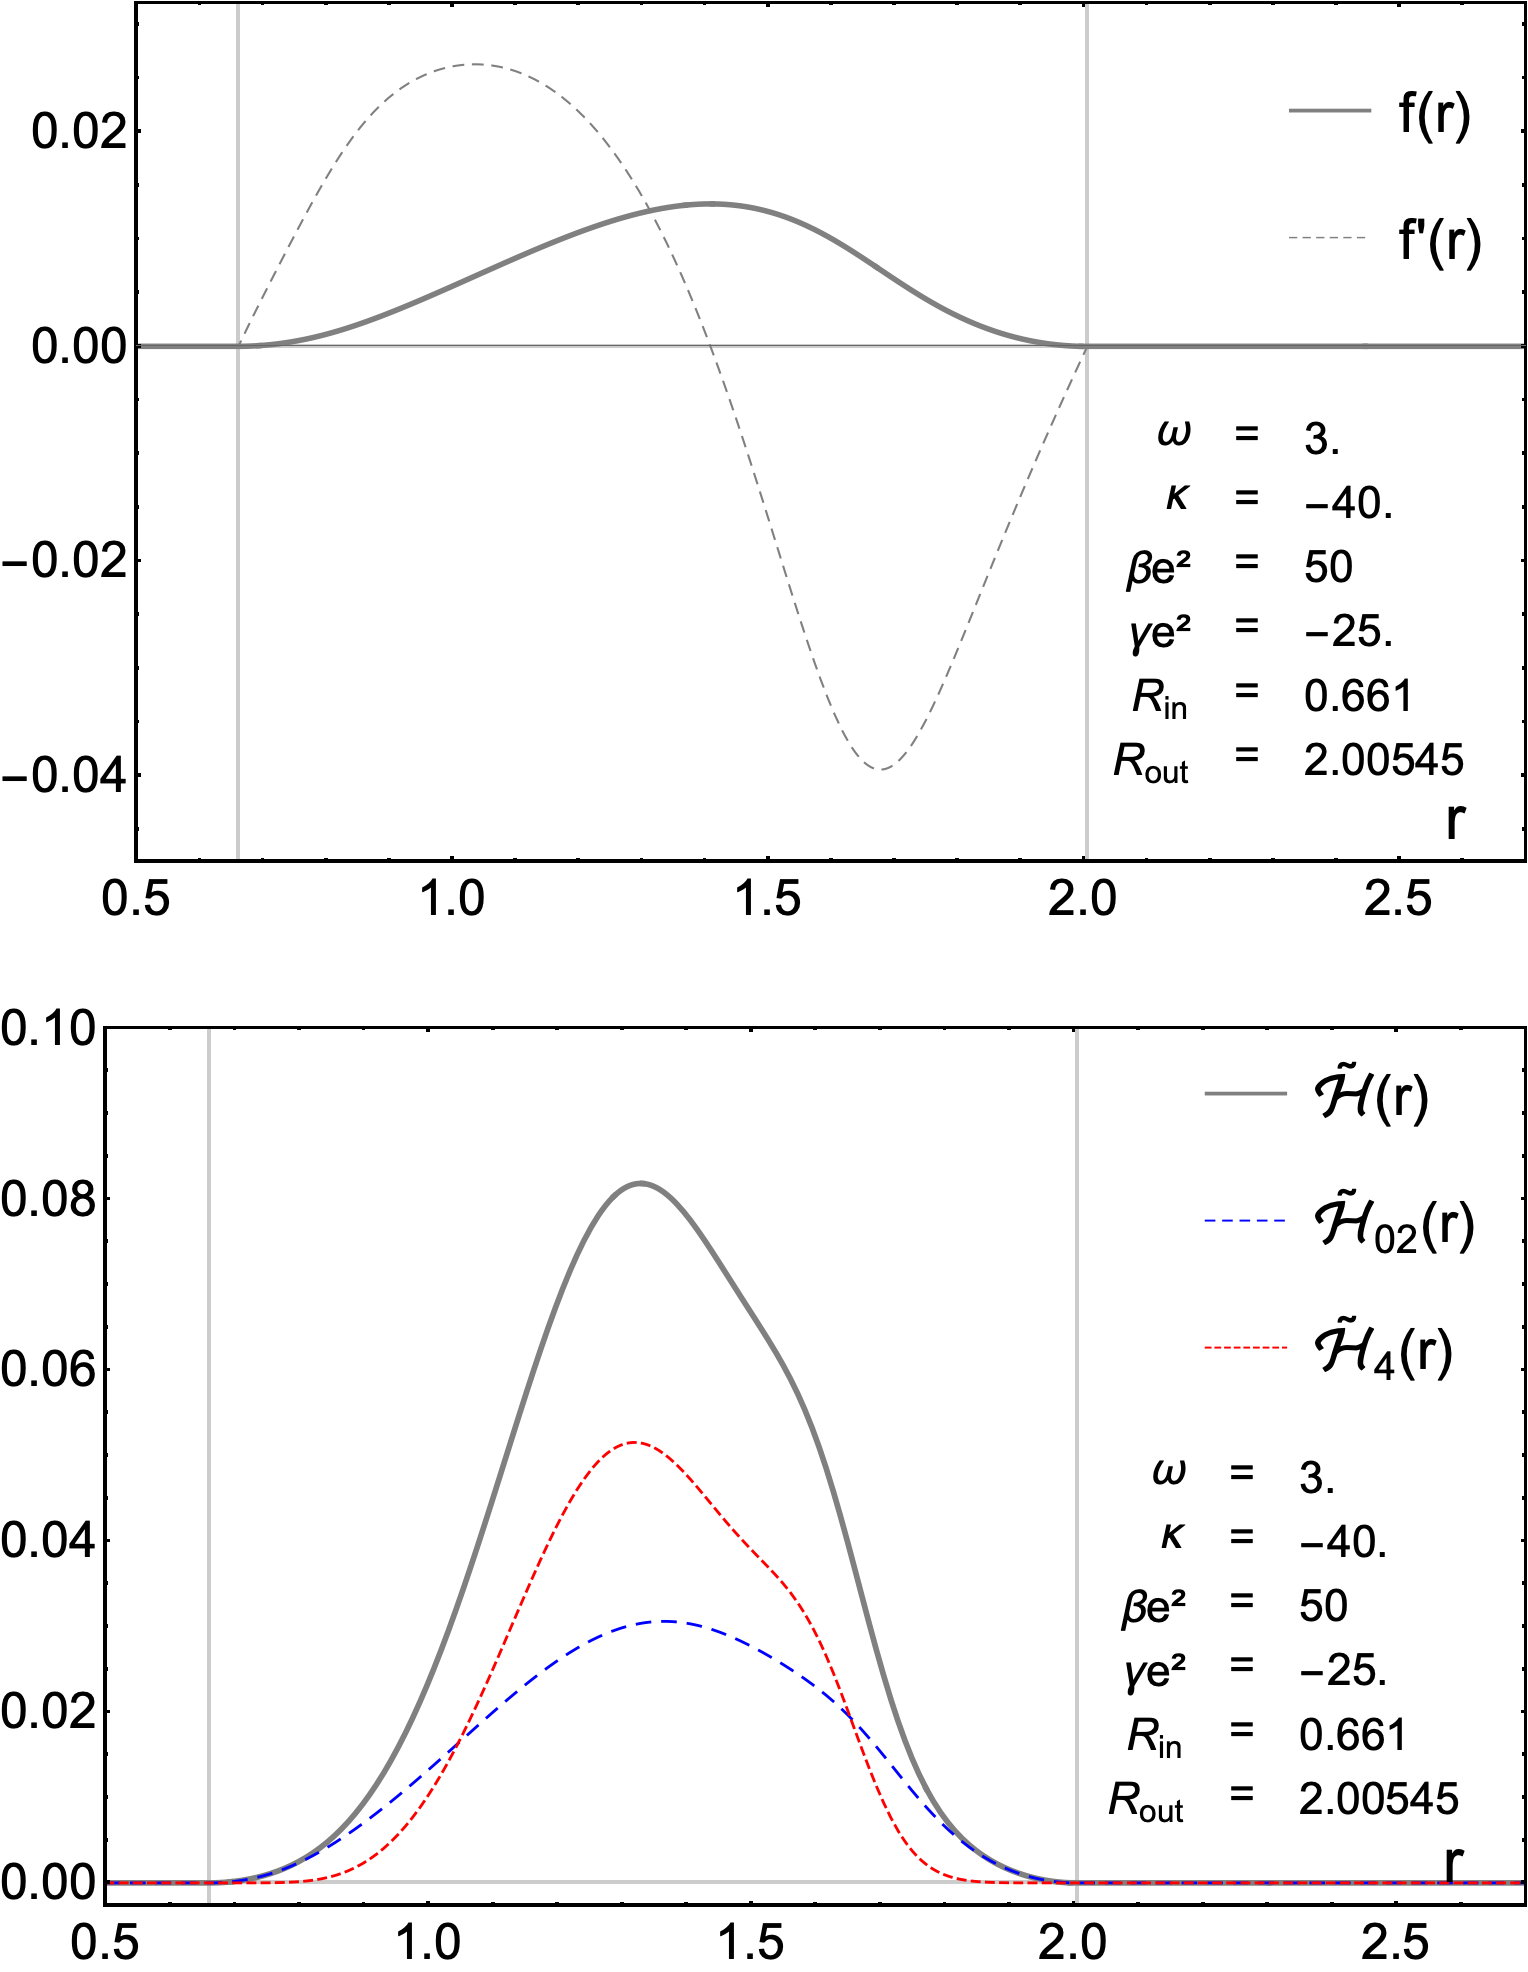 f(r)
0.02
f'(r)
0.00
ω = 3.
κ = −40.
−0.02
βe² = 50
γe² = −25.
R_in = 0.661
−0.04
R_out = 2.00545
r
0.5 1.0 1.5 2.0 2.5
0.10
ℋ̃(r)
0.08
ℋ̃₀₂(r)
0.06
ℋ̃₄(r)
ω = 3.
0.04
κ = −40.
βe² = 50
γe² = −25.
0.02
R_in = 0.661
R_out = 2.00545
r
0.00
0.5 1.0 1.5 2.0 2.5